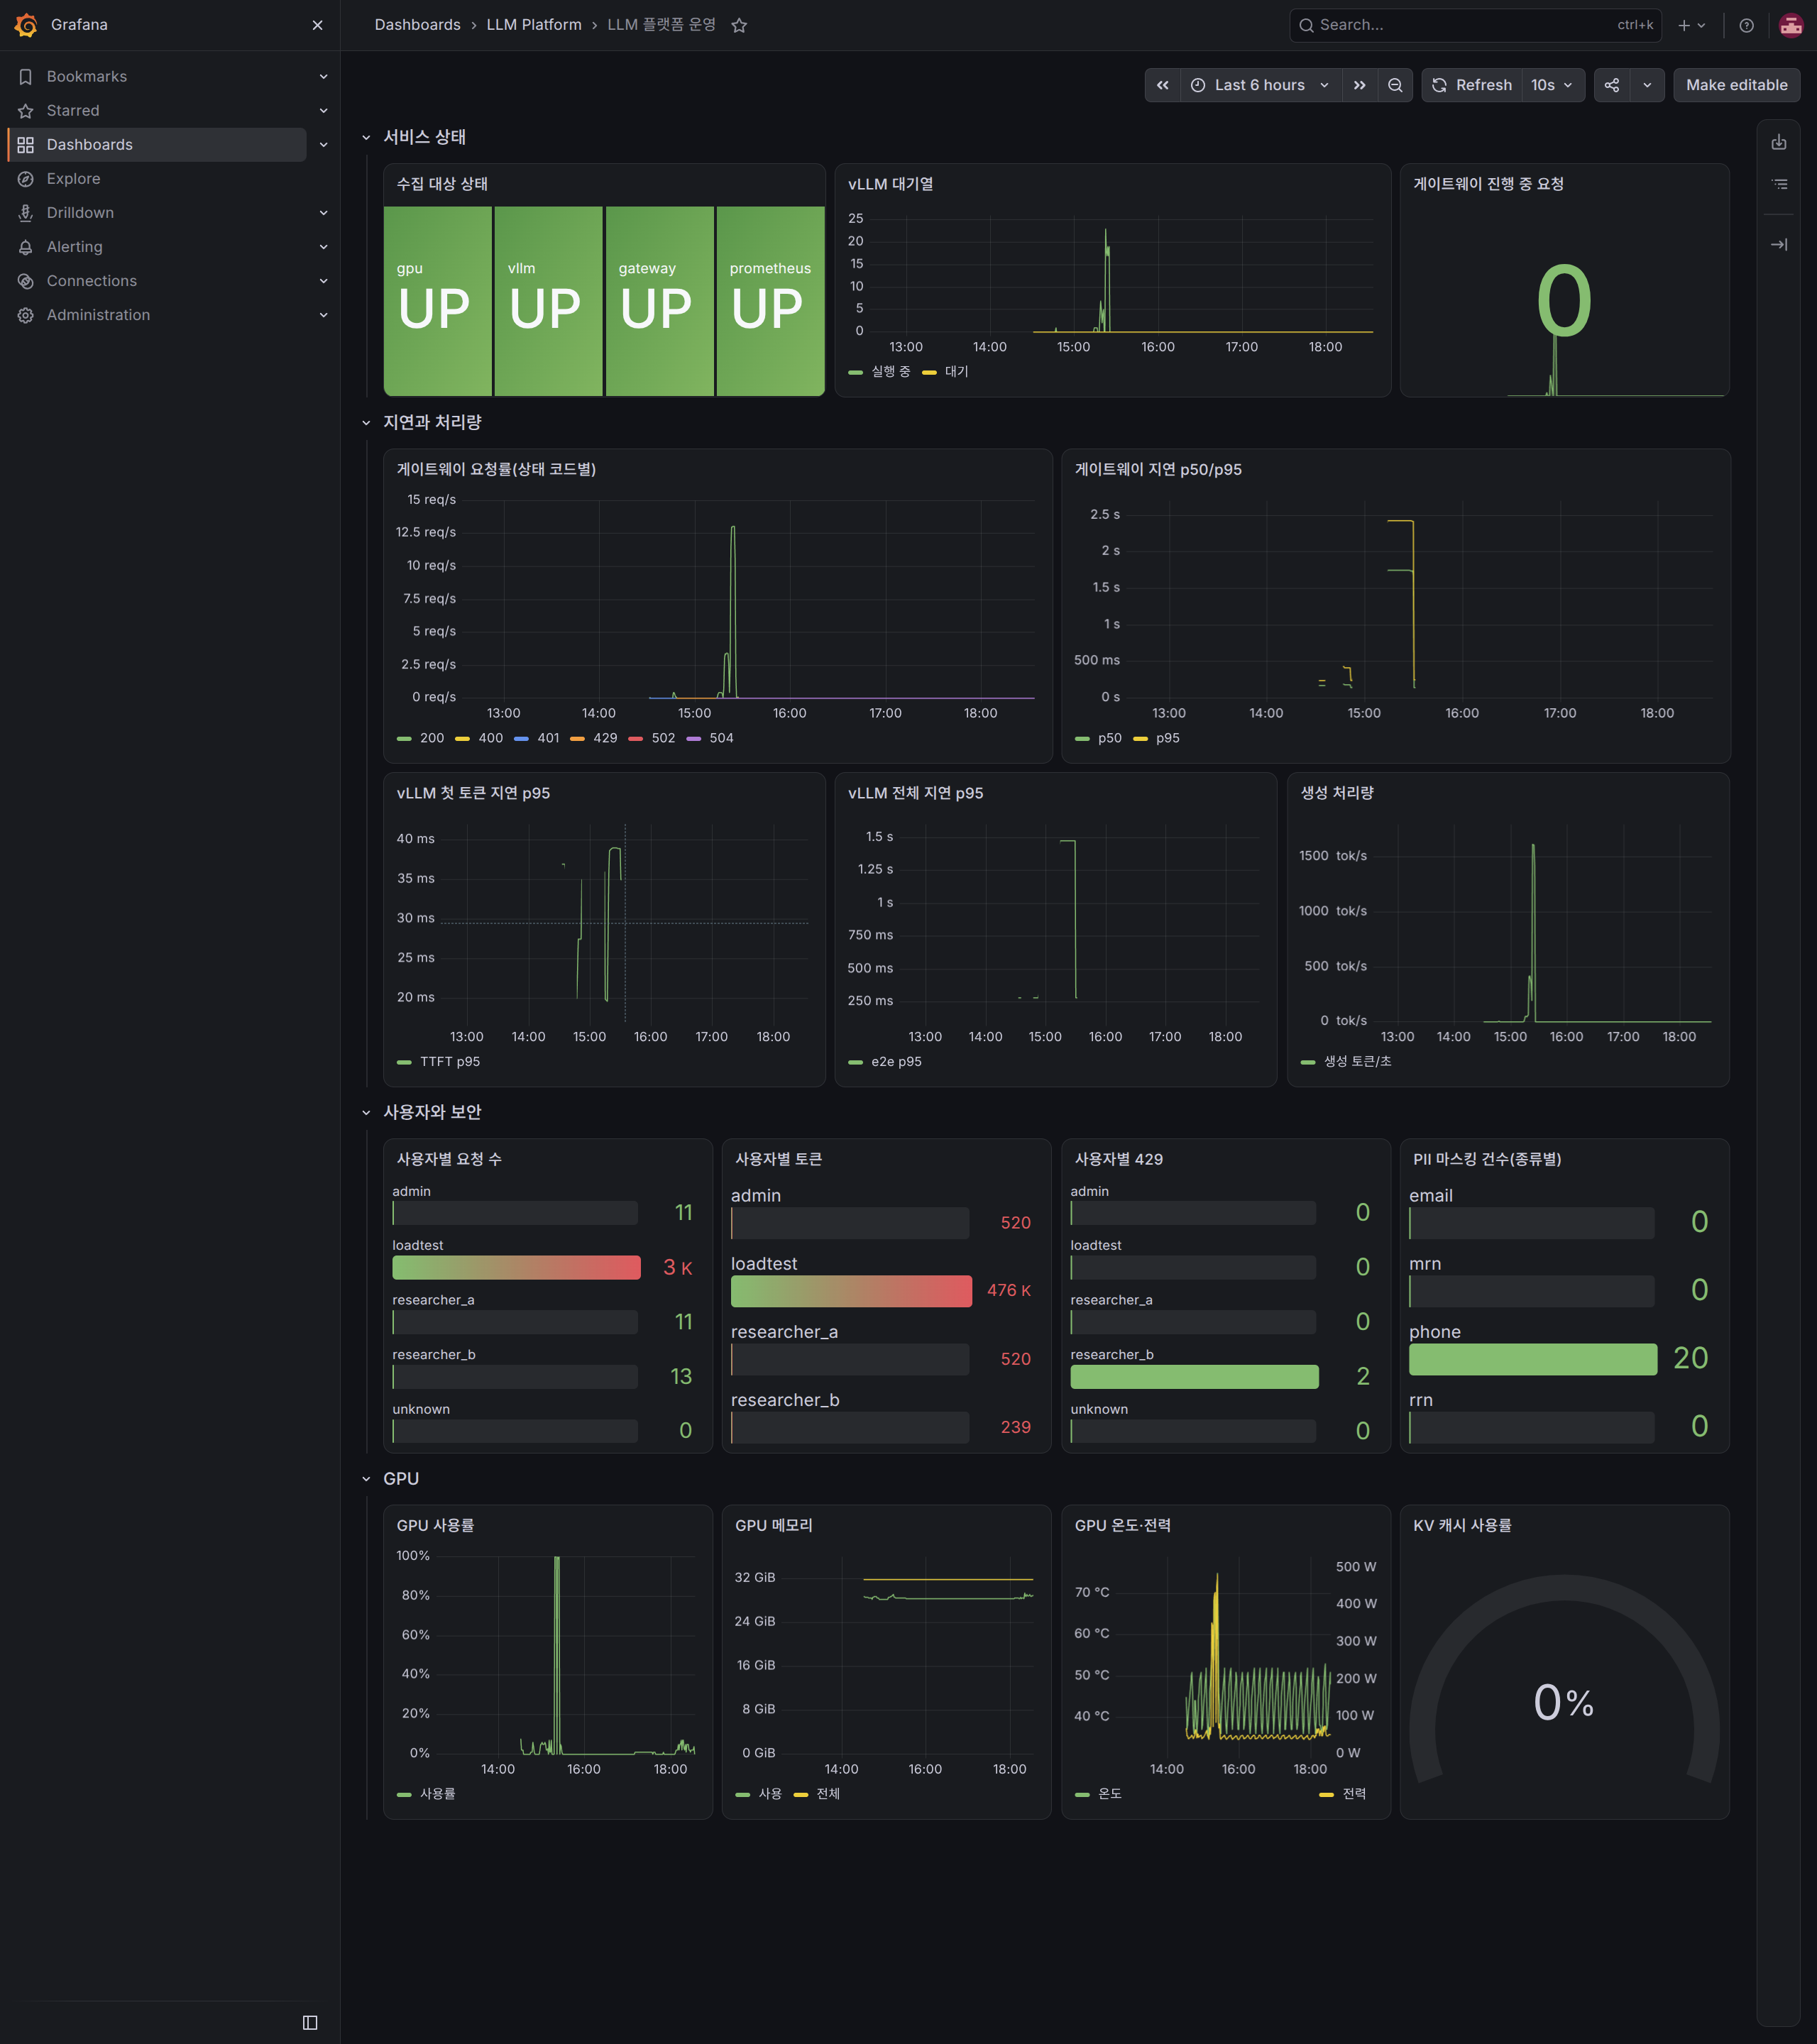 Grafana
Dashboards › LLM Platform › LLM 플랫폼 운영
Search... ctrl+k
Bookmarks
Starred
Dashboards
Explore
Drilldown
Alerting
Connections
Administration
Last 6 hours
Refresh 10s
Make editable
서비스 상태
수집 대상 상태
gpu UP
vllm UP
gateway UP
prometheus UP
vLLM 대기열
25
20
15
10
5
0
13:00 14:00 15:00 16:00 17:00 18:00
실행 중 대기
게이트웨이 진행 중 요청
0
지연과 처리량
게이트웨이 요청률(상태 코드별)
15 req/s
12.5 req/s
10 req/s
7.5 req/s
5 req/s
2.5 req/s
0 req/s
13:00 14:00 15:00 16:00 17:00 18:00
200 400 401 429 502 504
게이트웨이 지연 p50/p95
2.5 s
2 s
1.5 s
1 s
500 ms
0 s
13:00 14:00 15:00 16:00 17:00 18:00
p50 p95
vLLM 첫 토큰 지연 p95
40 ms
35 ms
30 ms
25 ms
20 ms
13:00 14:00 15:00 16:00 17:00 18:00
TTFT p95
vLLM 전체 지연 p95
1.5 s
1.25 s
1 s
750 ms
500 ms
250 ms
13:00 14:00 15:00 16:00 17:00 18:00
e2e p95
생성 처리량
1500 tok/s
1000 tok/s
500 tok/s
0 tok/s
13:00 14:00 15:00 16:00 17:00 18:00
생성 토큰/초
사용자와 보안
사용자별 요청 수
admin
11
loadtest
3 K
researcher_a
11
researcher_b
13
unknown
0
사용자별 토큰
admin
520
loadtest
476 K
researcher_a
520
researcher_b
239
사용자별 429
admin
0
loadtest
0
researcher_a
0
researcher_b
2
unknown
0
PII 마스킹 건수(종류별)
email
0
mrn
0
phone
20
rrn
0
GPU
GPU 사용률
100%
80%
60%
40%
20%
0%
14:00 16:00 18:00
사용률
GPU 메모리
32 GiB
24 GiB
16 GiB
8 GiB
0 GiB
14:00 16:00 18:00
사용 전체
GPU 온도·전력
70 °C
60 °C
50 °C
40 °C
500 W
400 W
300 W
200 W
100 W
0 W
14:00 16:00 18:00
온도 전력
KV 캐시 사용률
0%